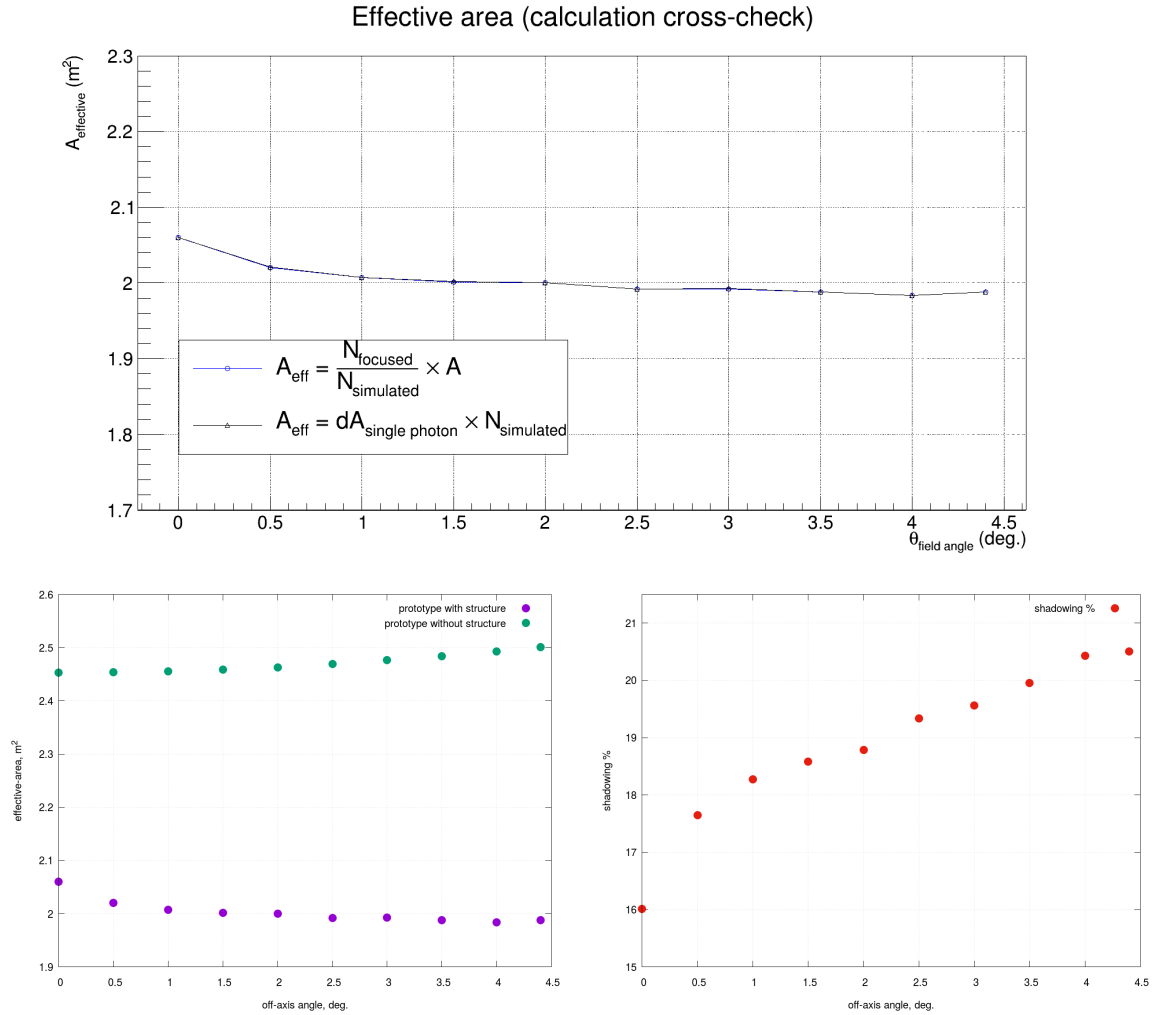 Effective area (calculation cross-check)
A_effective (m²)
2.3
2.2
2.1
2
1.9
1.8
1.7
A_eff = N_focused / N_simulated × A
A_eff = dA_single photon × N_simulated
0 0.5 1 1.5 2 2.5 3 3.5 4 4.5
θ_field angle (deg.)
prototype with structure
prototype without structure
effective-area, m²
2.6
2.5
2.4
2.3
2.2
2.1
2
1.9
0 0.5 1 1.5 2 2.5 3 3.5 4 4.5
off-axis angle, deg.
shadowing %
shadowing %
21
20
19
18
17
16
15
0 0.5 1 1.5 2 2.5 3 3.5 4 4.5
off-axis angle, deg.